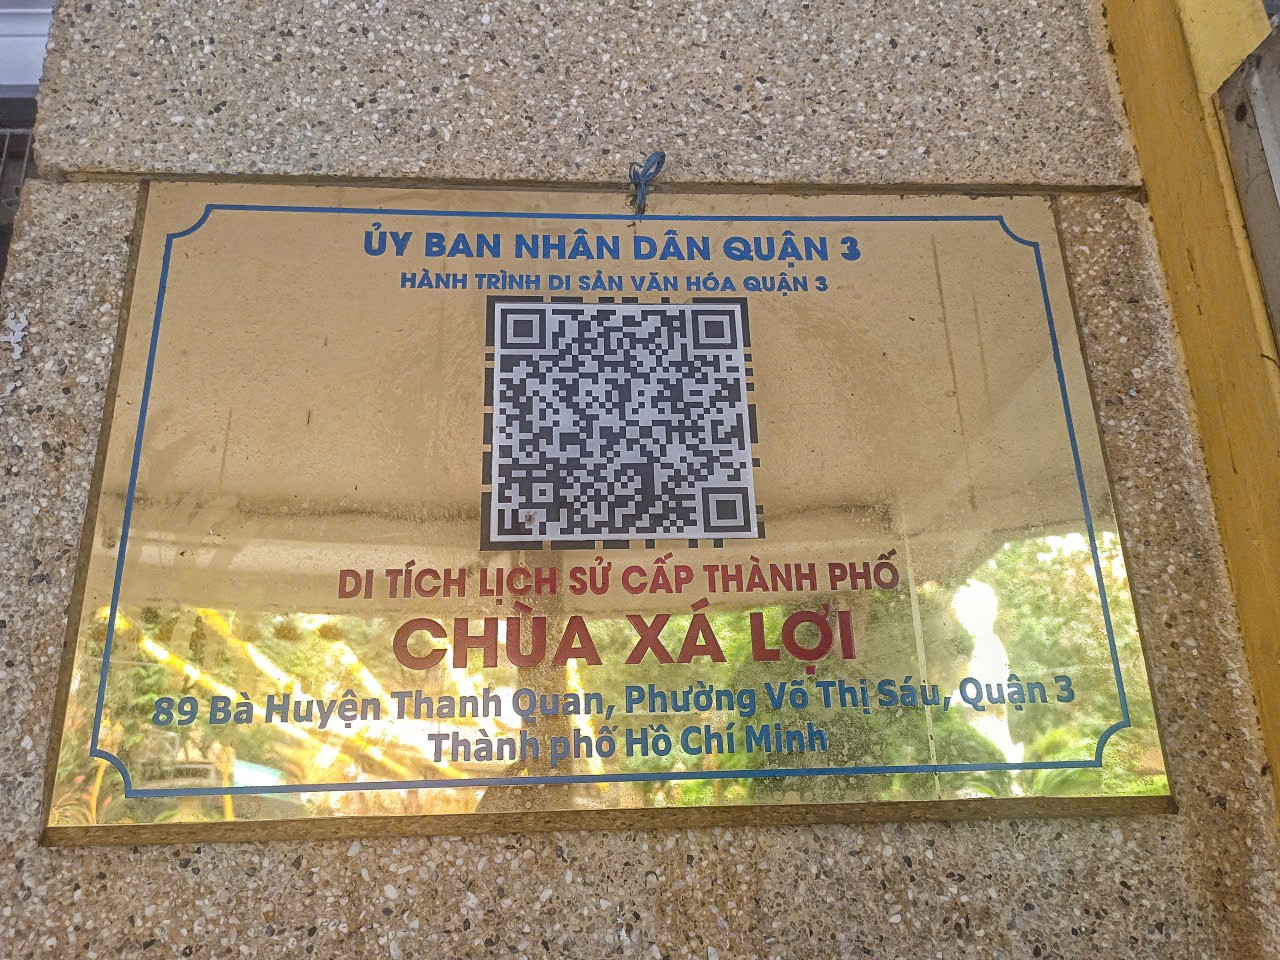 ỦY BAN NHÂN DÂN QUẬN 3
HÀNH TRÌNH DI SẢN VĂN HÓA QUẬN 3
DI TÍCH LỊCH SỬ CẤP THÀNH PHỐ
CHÙA XÁ LỢI
89 Bà Huyện Thanh Quan, Phường Võ Thị Sáu, Quận 3
Thành phố Hồ Chí Minh